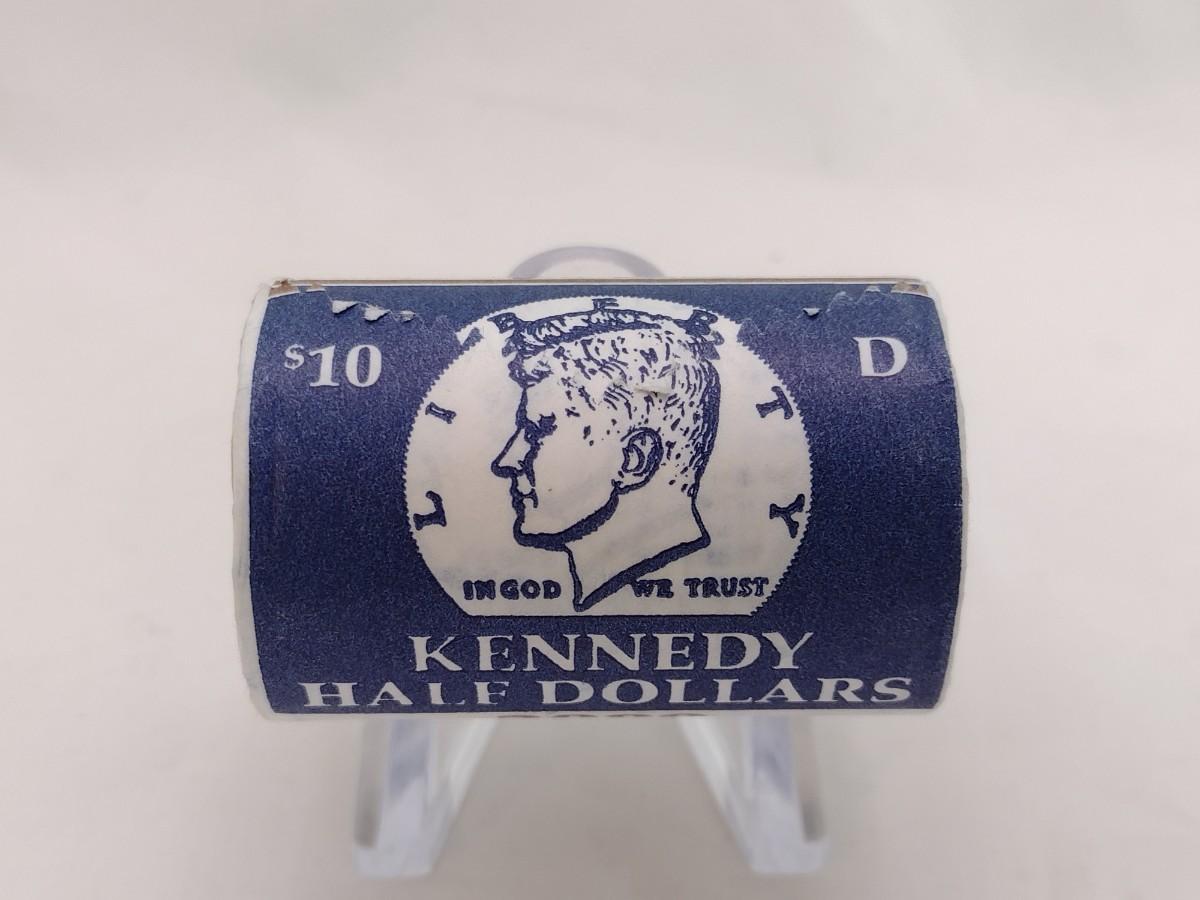 $10
D
LIBERTY
IN GOD WE TRUST
KENNEDY
HALF DOLLARS